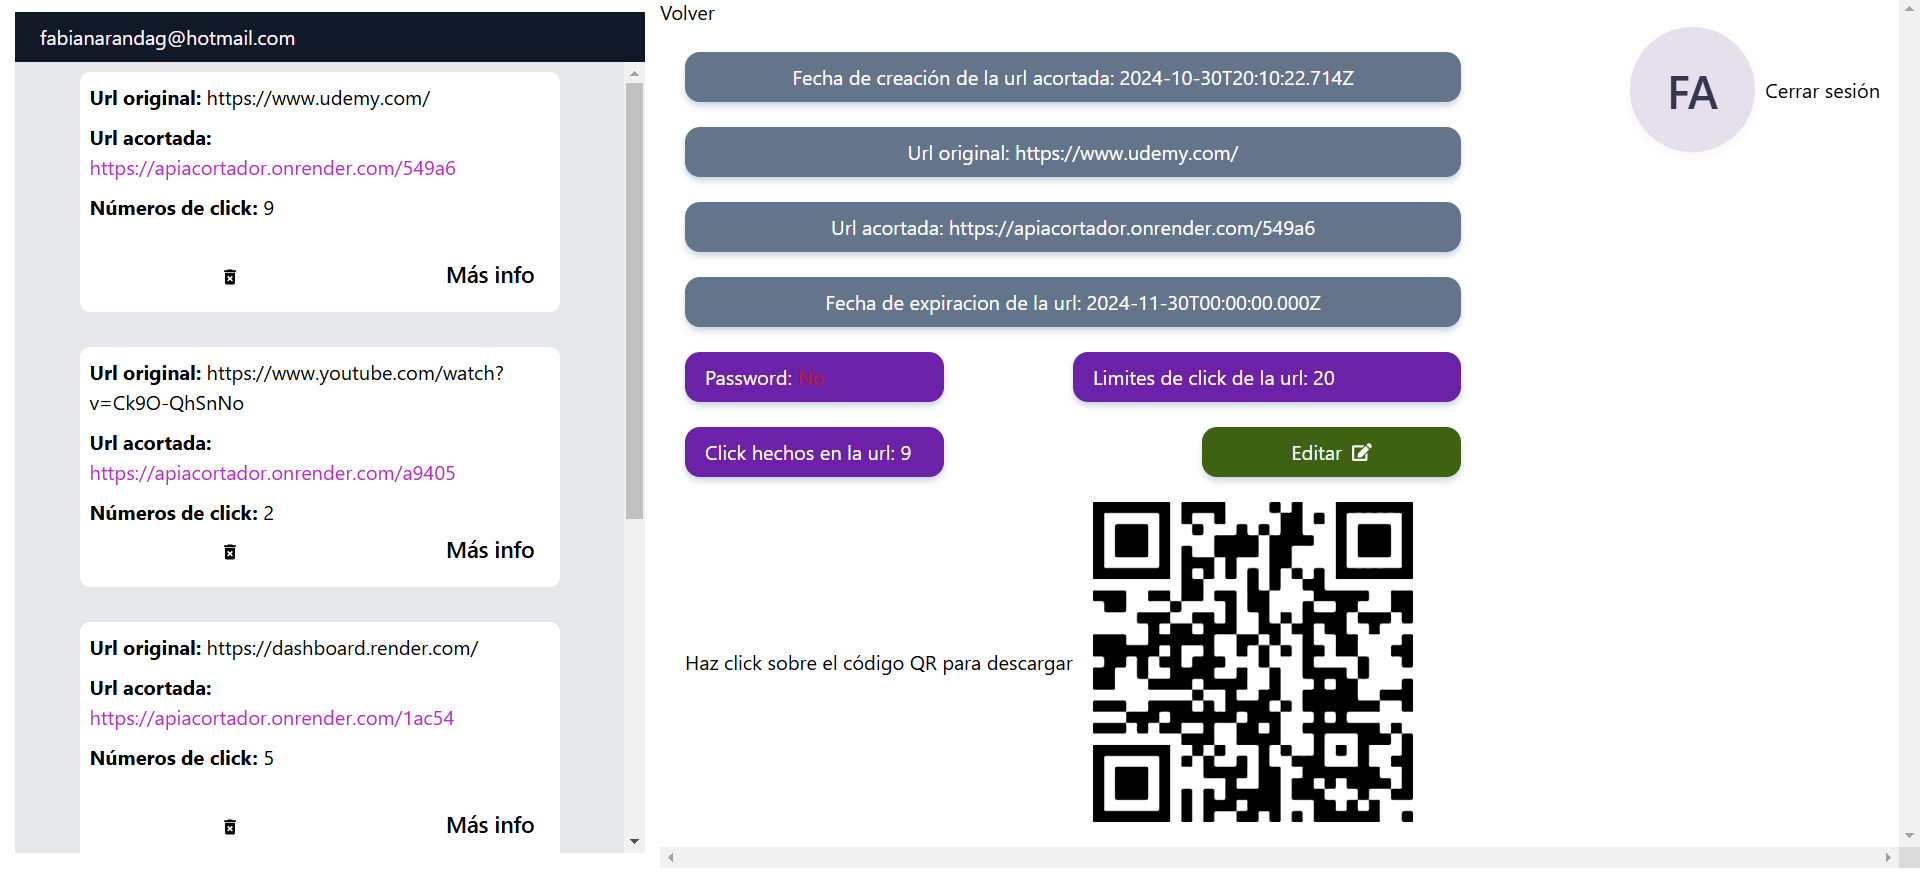 fabianarandag@hotmail.com
Url original: https://www.udemy.com/
Url acortada:
https://apiacortador.onrender.com/549a6
Números de click: 9
Más info
Url original: https://www.youtube.com/watch?
v=Ck9O-QhSnNo
Url acortada:
https://apiacortador.onrender.com/a9405
Números de click: 2
Más info
Url original: https://dashboard.render.com/
Url acortada:
https://apiacortador.onrender.com/1ac54
Números de click: 5
Más info
Volver
Fecha de creación de la url acortada: 2024-10-30T20:10:22.714Z
Url original: https://www.udemy.com/
Url acortada: https://apiacortador.onrender.com/549a6
Fecha de expiracion de la url: 2024-11-30T00:00:00.000Z
Password: No
Limites de click de la url: 20
Click hechos en la url: 9
Editar
Haz click sobre el código QR para descargar
FA
Cerrar sesión